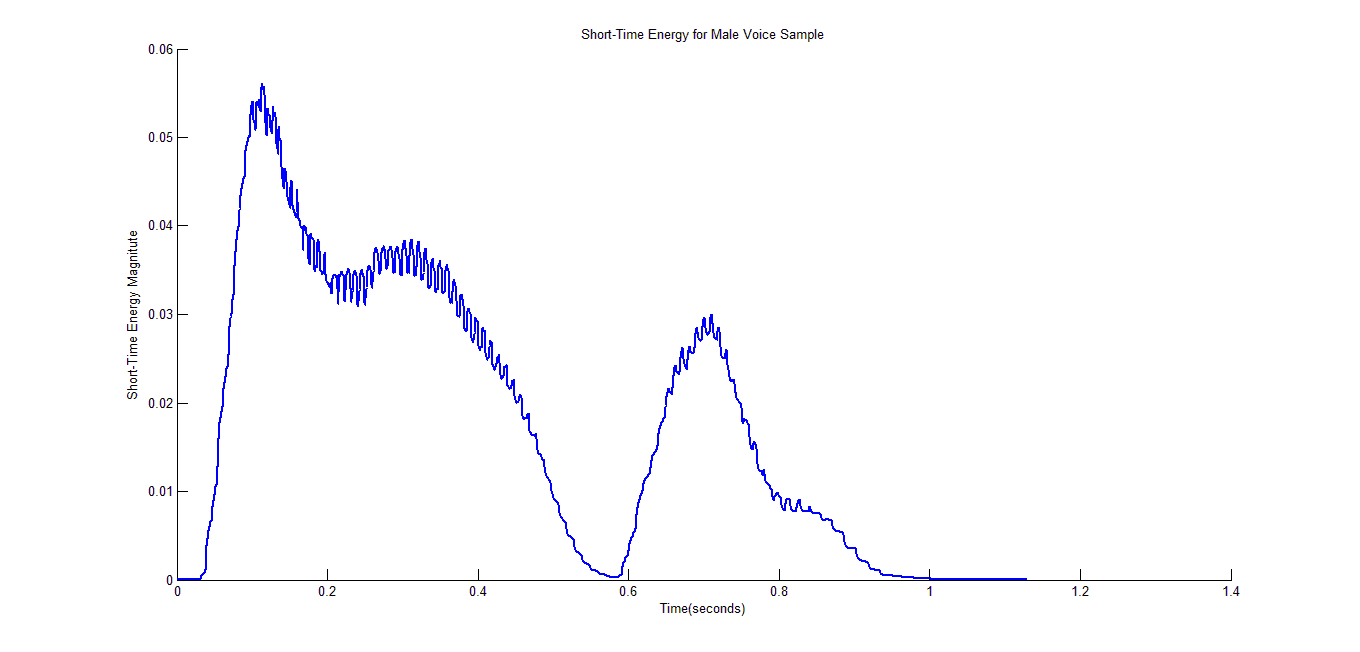 Short-Time Energy for Male Voice Sample
0.06
0.05
0.04
0.03
0.02
0.01
0
Short-Time Energy Magnitute
0 0.2 0.4 0.6 0.8 1 1.2 1.4
Time(seconds)